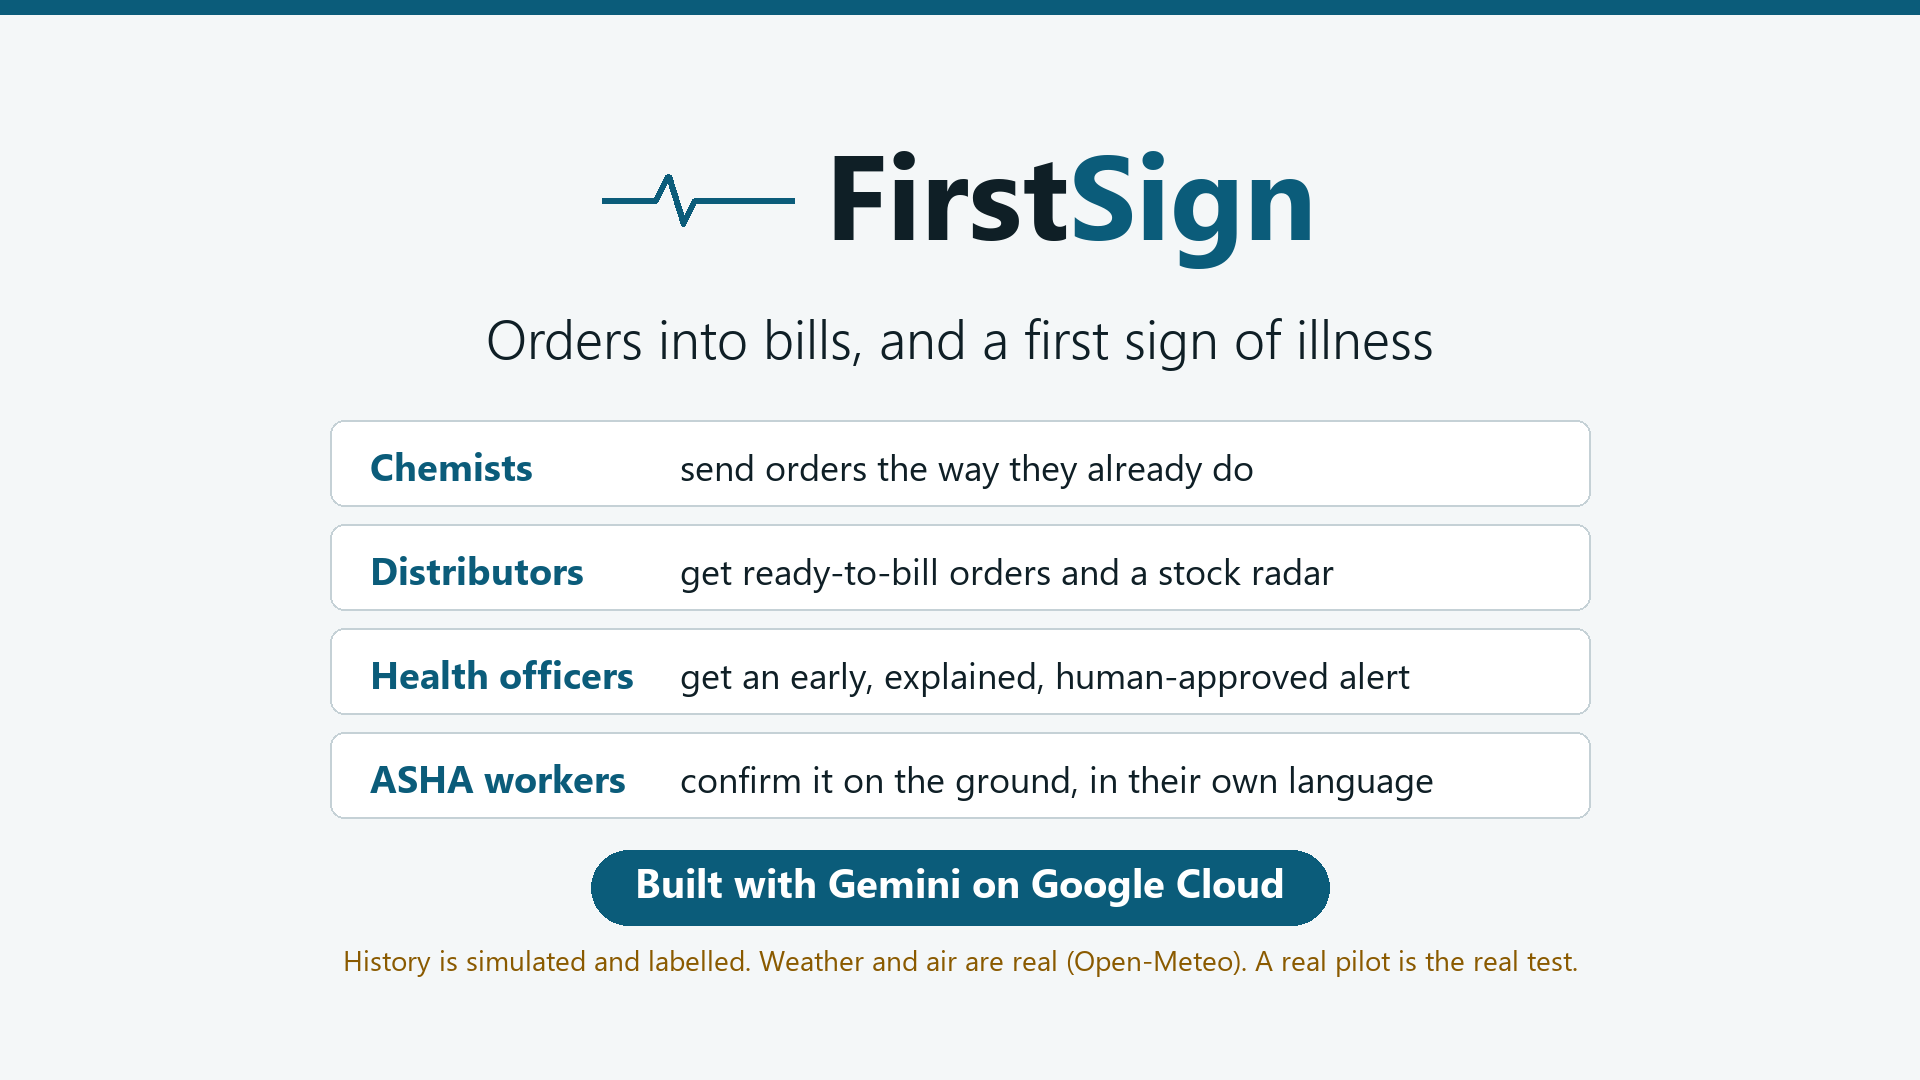 FirstSign
Orders into bills, and a first sign of illness
Chemists send orders the way they already do
Distributors get ready-to-bill orders and a stock radar
Health officers get an early, explained, human-approved alert
ASHA workers confirm it on the ground, in their own language
Built with Gemini on Google Cloud
History is simulated and labelled. Weather and air are real (Open-Meteo). A real pilot is the real test.